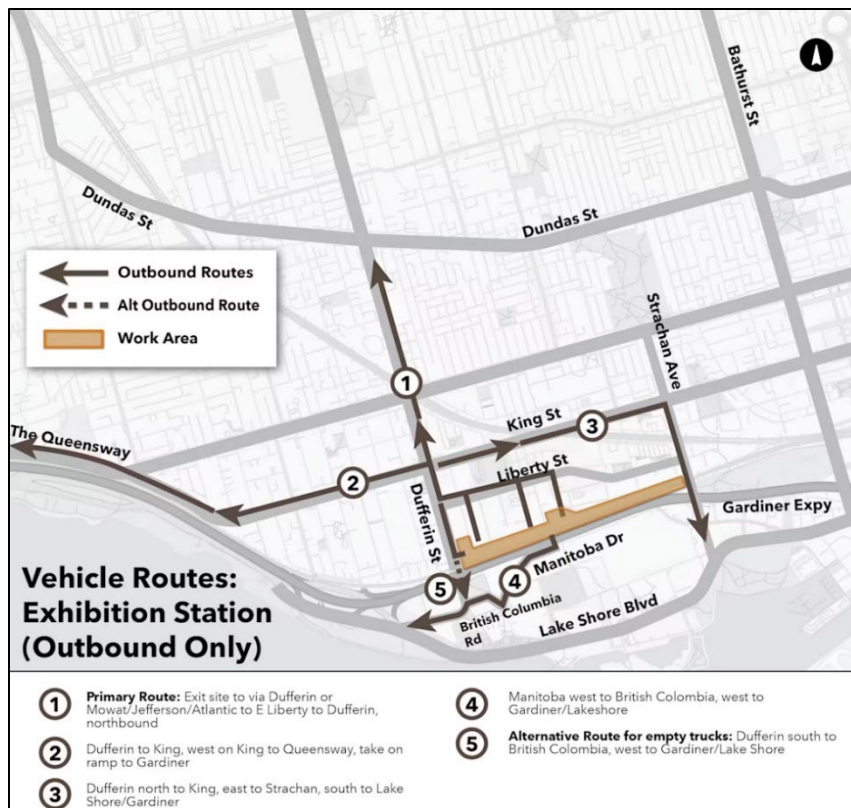 Bathurst St
Dundas St
Dundas St
Outbound Routes
Alt Outbound Route
Work Area
Strachan Ave
1
King St
3
The Queensway
Liberty St
2
Dufferin St
Gardiner Expy
Manitoba Dr
4
5
British Columbia
Rd
Lake Shore Blvd
Vehicle Routes:
Exhibition Station
(Outbound Only)
1
Primary Route: Exit site to via Dufferin or
Mowat/Jefferson/Atlantic to E Liberty to Dufferin,
northbound
2
Dufferin to King, west on King to Queensway, take on
ramp to Gardiner
3
Dufferin north to King, east to Strachan, south to Lake
Shore/Gardiner
4
Manitoba west to British Colombia, west to
Gardiner/Lakeshore
5
Alternative Route for empty trucks: Dufferin south to
British Colombia, west to Gardiner/Lake Shore